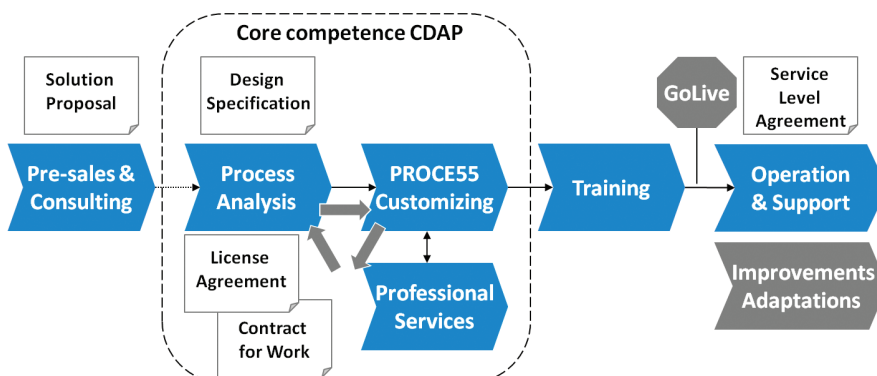 Core competence CDAP
Solution
Proposal
Design
Specification
GoLive
Service
Level
Agreement
Pre-sales &
Consulting
Process
Analysis
PROCE55
Customizing
Training
Operation
& Support
License
Agreement
Contract
for Work
Professional
Services
Improvements
Adaptations